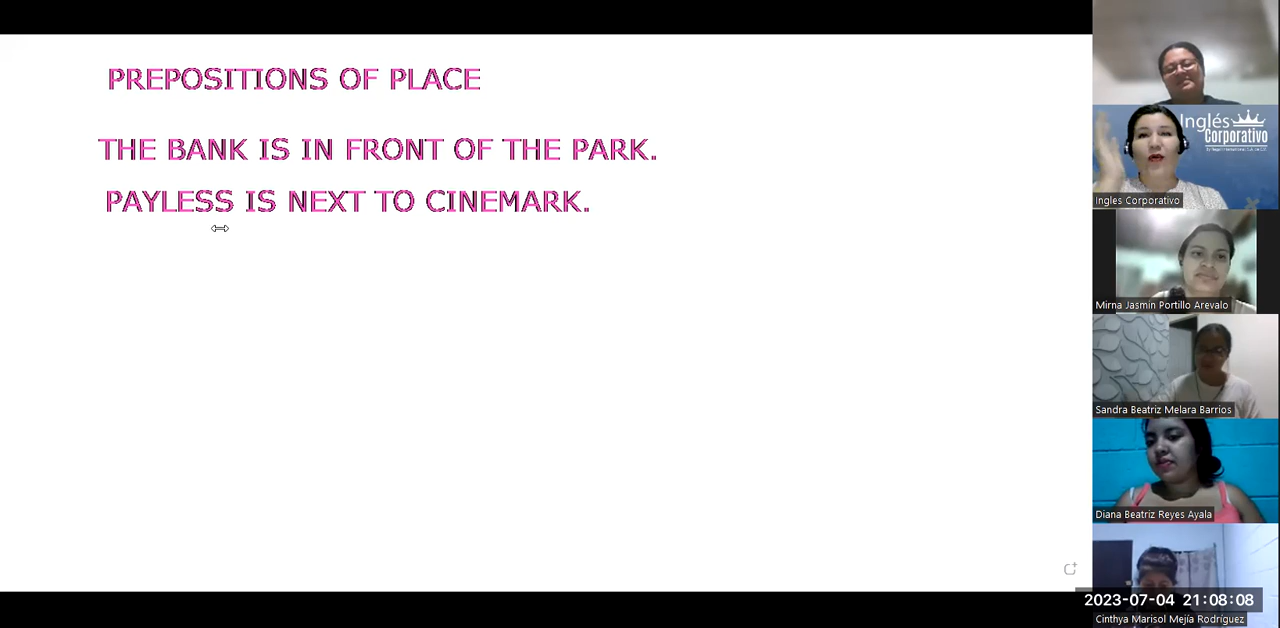 PREPOSITIONS OF PLACE
THE BANK IS IN FRONT OF THE PARK.
PAYLESS IS NEXT TO CINEMARK.
Inglés
Corporativo
Ingles Corporativo
Mirna Jasmin Portillo Arevalo
Sandra Beatriz Melara Barrios
Diana Beatriz Reyes Ayala
2023-07-04 21:08:08
Cinthya Marisol Mejía Rodríguez